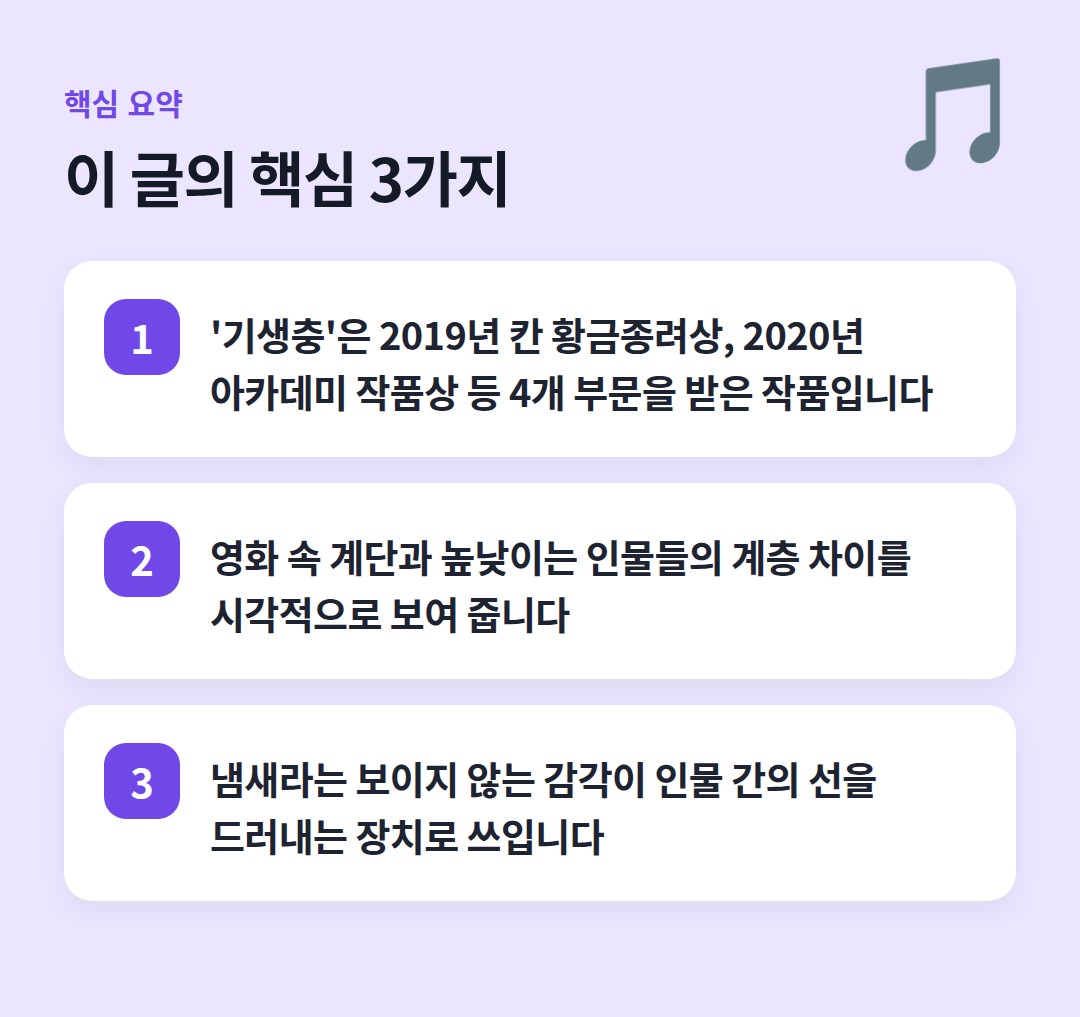 핵심 요약
이 글의 핵심 3가지
1
'기생충'은 2019년 칸 황금종려상, 2020년
아카데미 작품상 등 4개 부문을 받은 작품입니다
2
영화 속 계단과 높낮이는 인물들의 계층 차이를
시각적으로 보여 줍니다
3
냄새라는 보이지 않는 감각이 인물 간의 선을
드러내는 장치로 쓰입니다